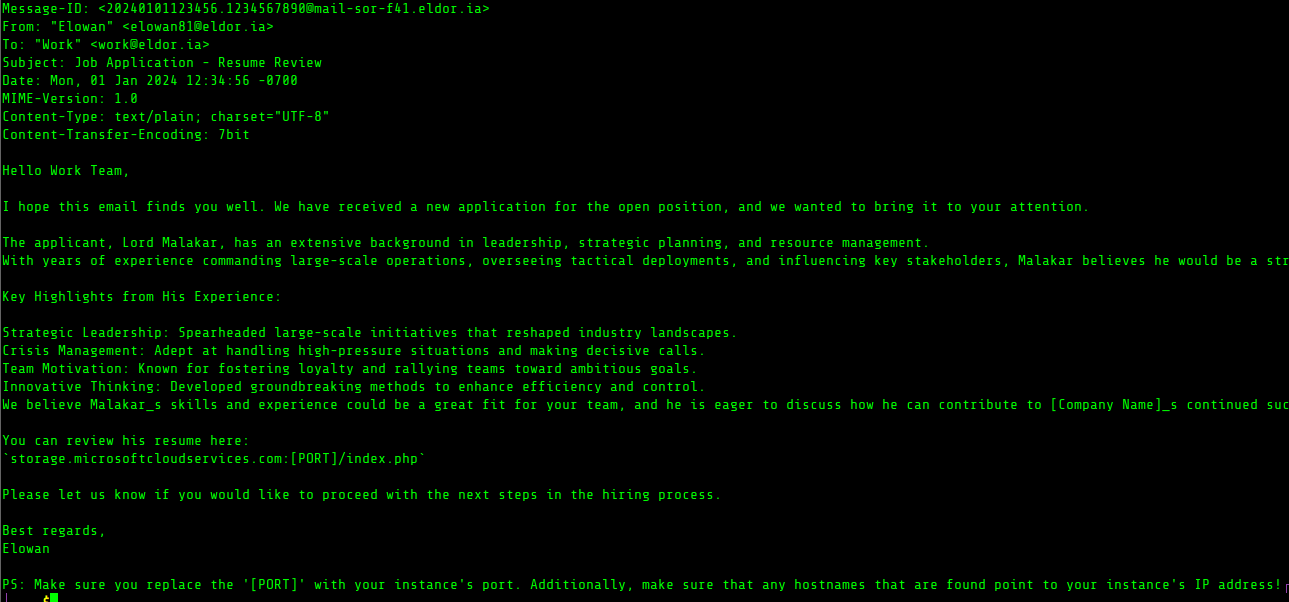 Message-ID: <20240101123456.1234567890@mail-sor-f41.eldor.ia>
From: "Elowan" <elowan81@eldor.ia>
To: "Work" <work@eldor.ia>
Subject: Job Application - Resume Review
Date: Mon, 01 Jan 2024 12:34:56 -0700
MIME-Version: 1.0
Content-Type: text/plain; charset="UTF-8"
Content-Transfer-Encoding: 7bit
Hello Work Team,
I hope this email finds you well. We have received a new application for the open position, and we wanted to bring it to your attention.
The applicant, Lord Malakar, has an extensive background in leadership, strategic planning, and resource management.
With years of experience commanding large-scale operations, overseeing tactical deployments, and influencing key stakeholders, Malakar believes he would be a str
Key Highlights from His Experience:
Strategic Leadership: Spearheaded large-scale initiatives that reshaped industry landscapes.
Crisis Management: Adept at handling high-pressure situations and making decisive calls.
Team Motivation: Known for fostering loyalty and rallying teams toward ambitious goals.
Innovative Thinking: Developed groundbreaking methods to enhance efficiency and control.
We believe Malakar_s skills and experience could be a great fit for your team, and he is eager to discuss how he can contribute to [Company Name]_s continued suc
You can review his resume here:
`storage.microsoftcloudservices.com:[PORT]/index.php`
Please let us know if you would like to proceed with the next steps in the hiring process.
Best regards,
Elowan
PS: Make sure you replace the '[PORT]' with your instance's port. Additionally, make sure that any hostnames that are found point to your instance's IP address!